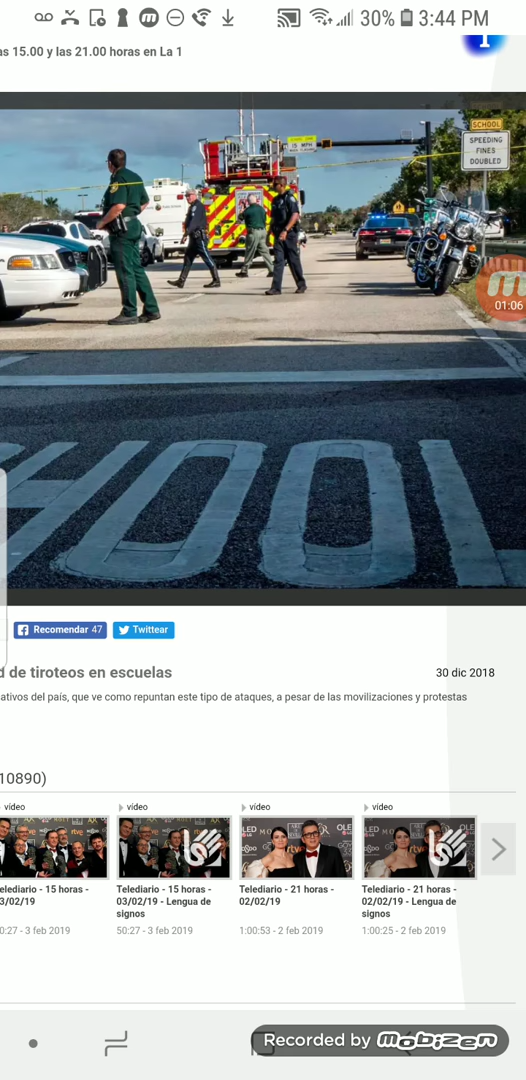 30% 3:44 PM
as 15.00 y las 21.00 horas en La 1
SCHOOL
SPEEDING
FINES
DOUBLED
15 MPH
01:06
HOOL
Recomendar 47
Twittear
d de tiroteos en escuelas
30 dic 2018
ativos del país, que ve como repuntan este tipo de ataques, a pesar de las movilizaciones y protestas
10890)
vídeo
vídeo
vídeo
vídeo
elediario - 15 horas -
3/02/19
0:27 - 3 feb 2019
Telediario - 15 horas -
03/02/19 - Lengua de
signos
50:27 - 3 feb 2019
Telediario - 21 horas -
02/02/19
1:00:53 - 2 feb 2019
Telediario - 21 horas -
02/02/19 - Lengua de
signos
1:00:25 - 2 feb 2019
Recorded by mobizen